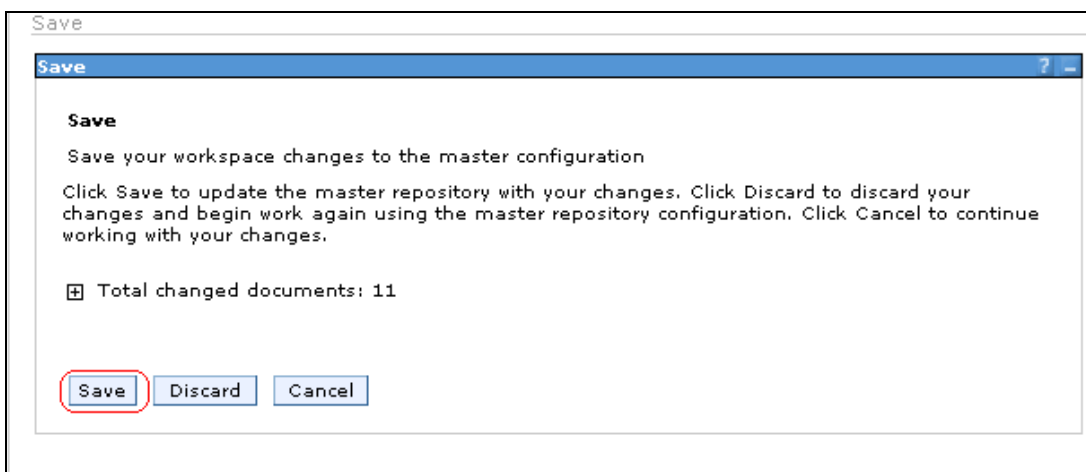 Save
Save ? –
Save
Save your workspace changes to the master configuration
Click Save to update the master repository with your changes. Click Discard to discard your
changes and begin work again using the master repository configuration. Click Cancel to continue
working with your changes.
Total changed documents: 11
Save Discard Cancel